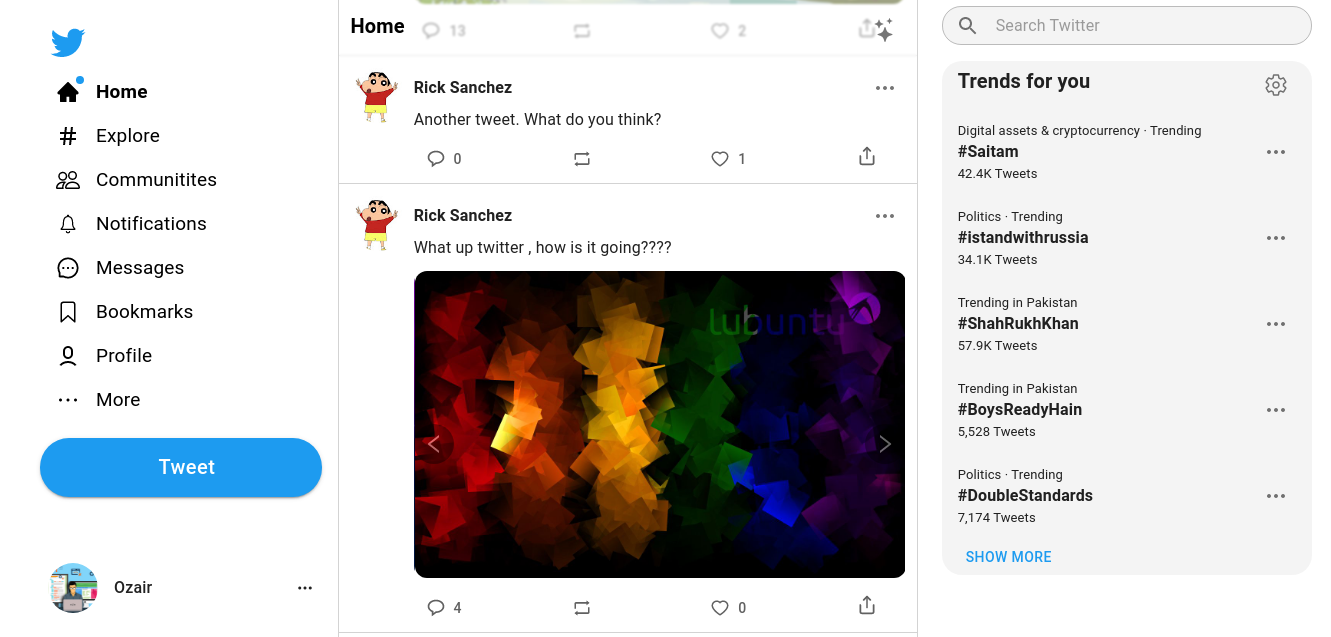 Home
Explore
Communitites
Notifications
Messages
Bookmarks
Profile
More
Tweet
Ozair
Home
13
2
Rick Sanchez
Another tweet. What do you think?
0
1
Rick Sanchez
What up twitter , how is it going????
lubuntu
4
0
Search Twitter
Trends for you
Digital assets & cryptocurrency · Trending
#Saitam
42.4K Tweets
Politics · Trending
#istandwithrussia
34.1K Tweets
Trending in Pakistan
#ShahRukhKhan
57.9K Tweets
Trending in Pakistan
#BoysReadyHain
5,528 Tweets
Politics · Trending
#DoubleStandards
7,174 Tweets
SHOW MORE